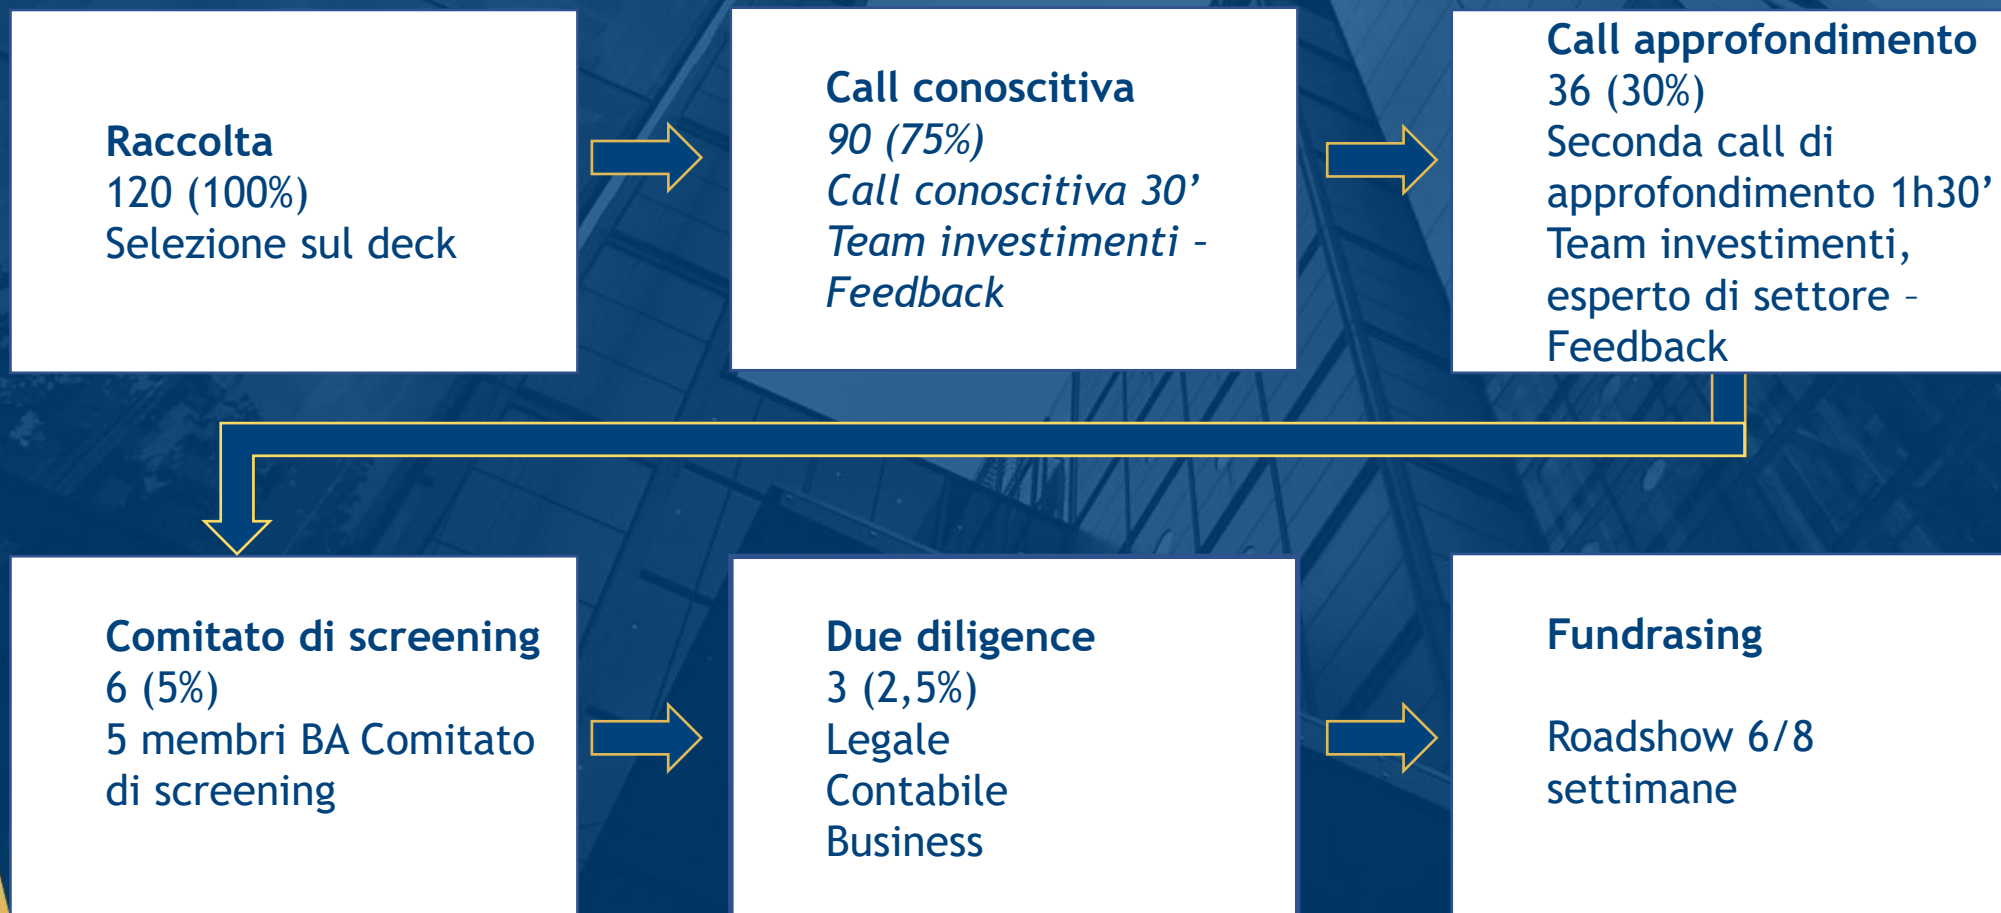 Raccolta
120 (100%)
Selezione sul deck
Call conoscitiva
90 (75%)
Call conoscitiva 30’
Team investimenti –
Feedback
Call approfondimento
36 (30%)
Seconda call di
approfondimento 1h30’
Team investimenti,
esperto di settore –
Feedback
Comitato di screening
6 (5%)
5 membri BA Comitato
di screening
Due diligence
3 (2,5%)
Legale
Contabile
Business
Fundrasing
Roadshow 6/8
settimane